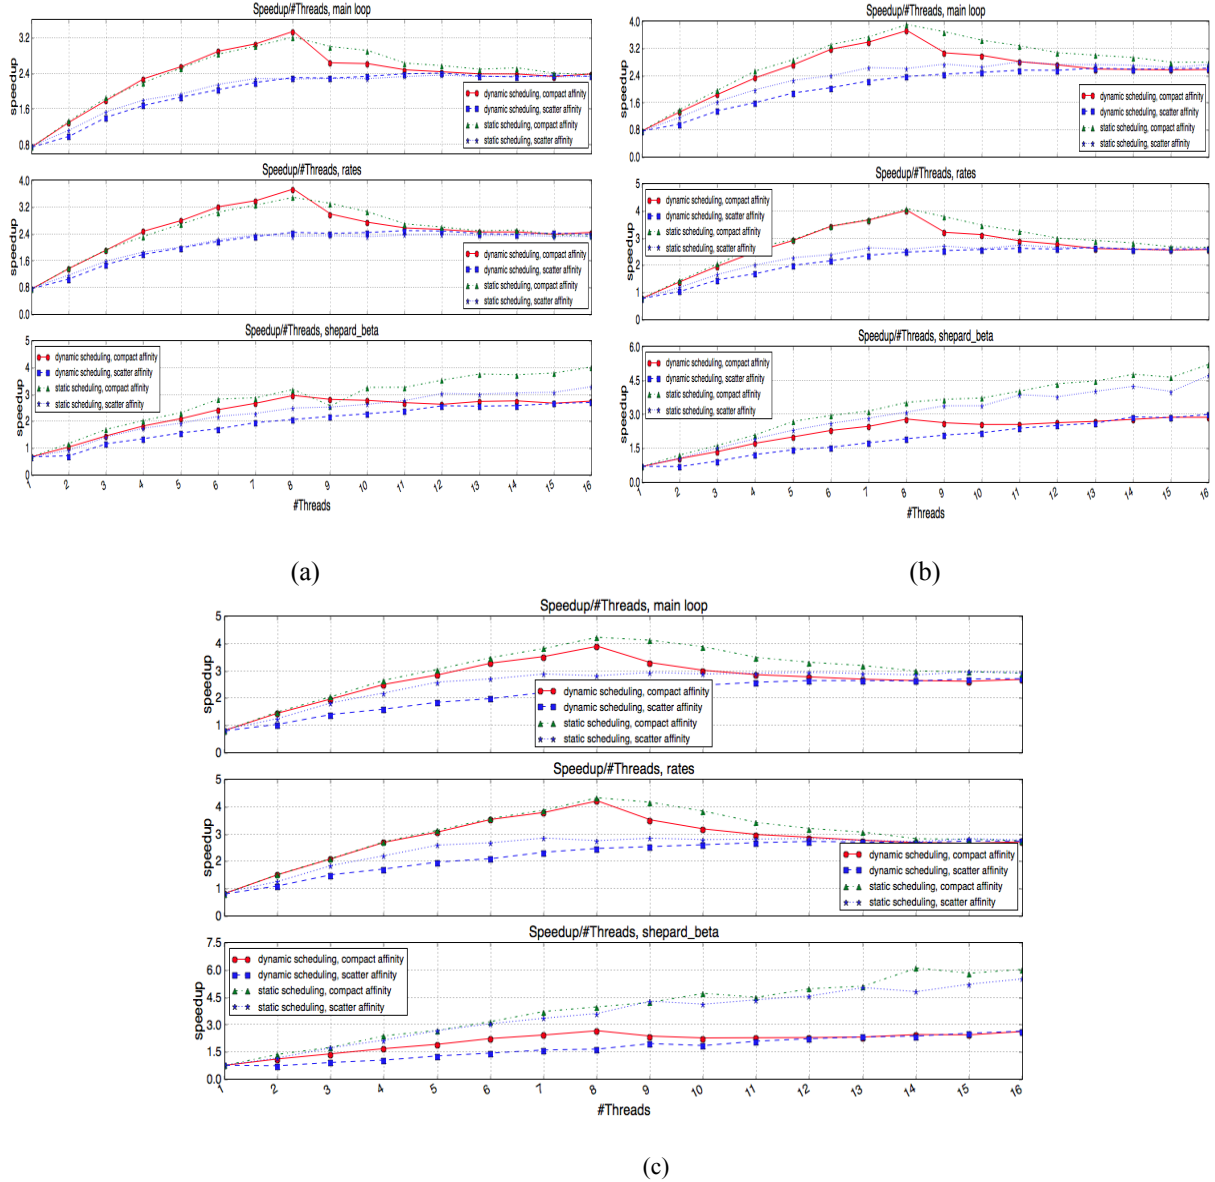 Speedup/#Threads, main loop
speedup
3.2
2.4
1.6
0.8
dynamic scheduling, compact affinity
dynamic scheduling, scatter affinity
static scheduling, compact affinity
static scheduling, scatter affinity
Speedup/#Threads, rates
speedup
4.0
3.2
2.4
1.6
0.8
0.0
dynamic scheduling, compact affinity
dynamic scheduling, scatter affinity
static scheduling, compact affinity
static scheduling, scatter affinity
Speedup/#Threads, shepard_beta
speedup
5
4
3
2
1
0
dynamic scheduling, compact affinity
dynamic scheduling, scatter affinity
static scheduling, compact affinity
static scheduling, scatter affinity
1 2 3 4 5 6 7 8 9 10 11 12 13 14 15 16
#Threads
(a)
Speedup/#Threads, main loop
speedup
4.0
3.2
2.4
1.6
0.8
0.0
dynamic scheduling, compact affinity
dynamic scheduling, scatter affinity
static scheduling, compact affinity
static scheduling, scatter affinity
Speedup/#Threads, rates
speedup
5
4
3
2
1
0
dynamic scheduling, compact affinity
dynamic scheduling, scatter affinity
static scheduling, compact affinity
static scheduling, scatter affinity
Speedup/#Threads, shepard_beta
speedup
6.0
4.5
3.0
1.5
0.0
dynamic scheduling, compact affinity
dynamic scheduling, scatter affinity
static scheduling, compact affinity
static scheduling, scatter affinity
1 2 3 4 5 6 7 8 9 10 11 12 13 14 15 16
#Threads
(b)
Speedup/#Threads, main loop
speedup
5
4
3
2
1
0
dynamic scheduling, compact affinity
dynamic scheduling, scatter affinity
static scheduling, compact affinity
static scheduling, scatter affinity
Speedup/#Threads, rates
speedup
5
4
3
2
1
0
dynamic scheduling, compact affinity
dynamic scheduling, scatter affinity
static scheduling, compact affinity
static scheduling, scatter affinity
Speedup/#Threads, shepard_beta
speedup
7.5
6.0
4.5
3.0
1.5
0.0
dynamic scheduling, compact affinity
dynamic scheduling, scatter affinity
static scheduling, compact affinity
static scheduling, scatter affinity
1 2 3 4 5 6 7 8 9 10 11 12 13 14 15 16
#Threads
(c)